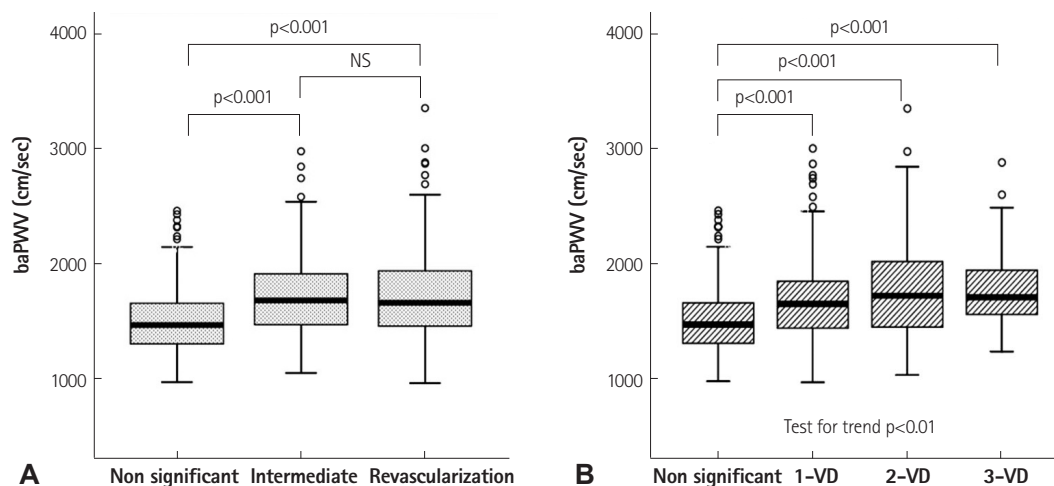 4000
3000
2000
1000
baPWV (cm/sec)
p<0.001
NS
p<0.001
Non significant Intermediate Revascularization
A
4000
3000
2000
1000
baPWV (cm/sec)
p<0.001
p<0.001
p<0.001
Test for trend p<0.01
Non significant 1-VD 2-VD 3-VD
B